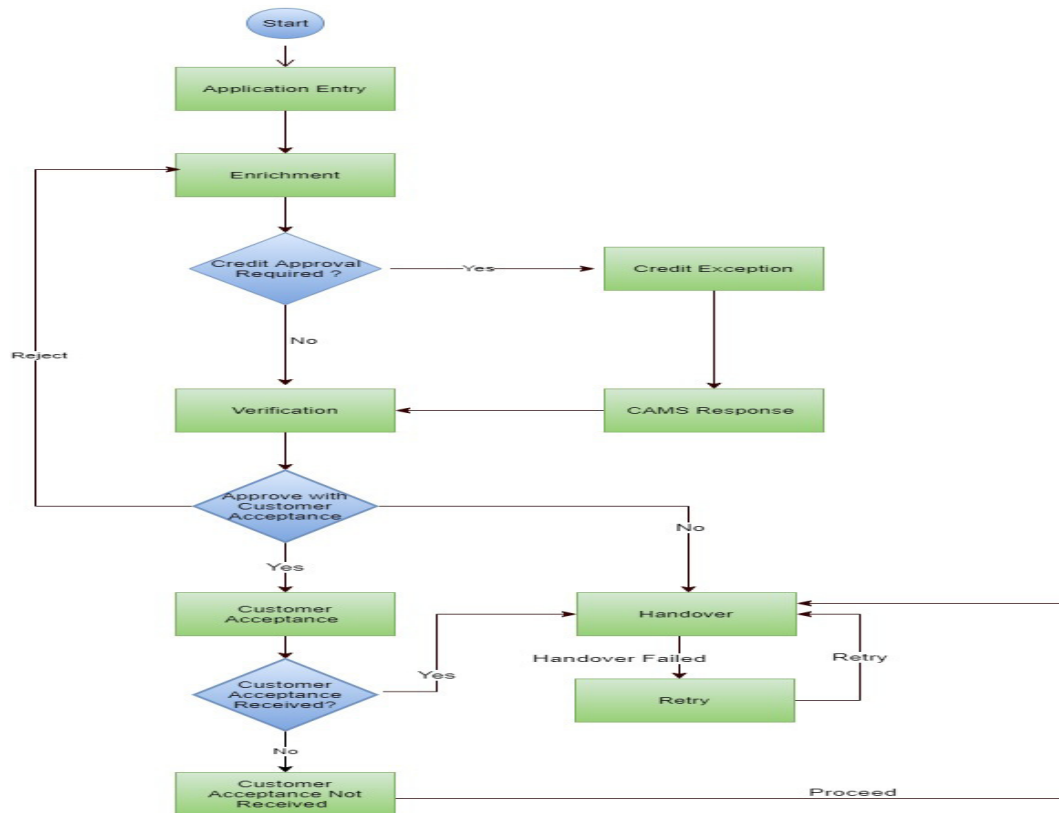 Start
Application Entry
Enrichment
Credit Approval
Required ?
Yes
Credit Exception
No
Reject
Verification
CAMS Response
Approve with
Customer
Acceptance
No
Yes
Customer
Acceptance
Handover
Handover Failed
Retry
Customer
Acceptance
Received?
Yes
Retry
No
Customer
Acceptance Not
Received
Proceed